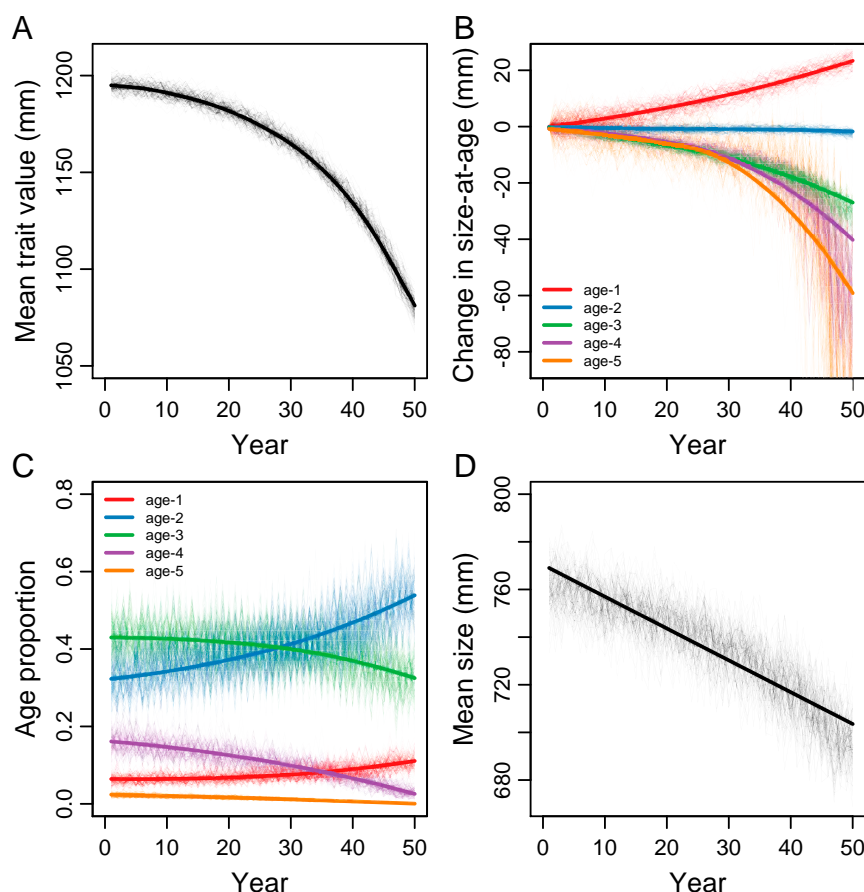 A
Mean trait value (mm)
1200
1150
1100
1050
0 10 20 30 40 50
Year
B
Change in size-at-age (mm)
20
0
-20
-40
-60
-80
age-1
age-2
age-3
age-4
age-5
0 10 20 30 40 50
Year
C
Age proportion
0.8
0.6
0.4
0.2
0.0
age-1
age-2
age-3
age-4
age-5
0 10 20 30 40 50
Year
D
Mean size (mm)
800
760
720
680
0 10 20 30 40 50
Year